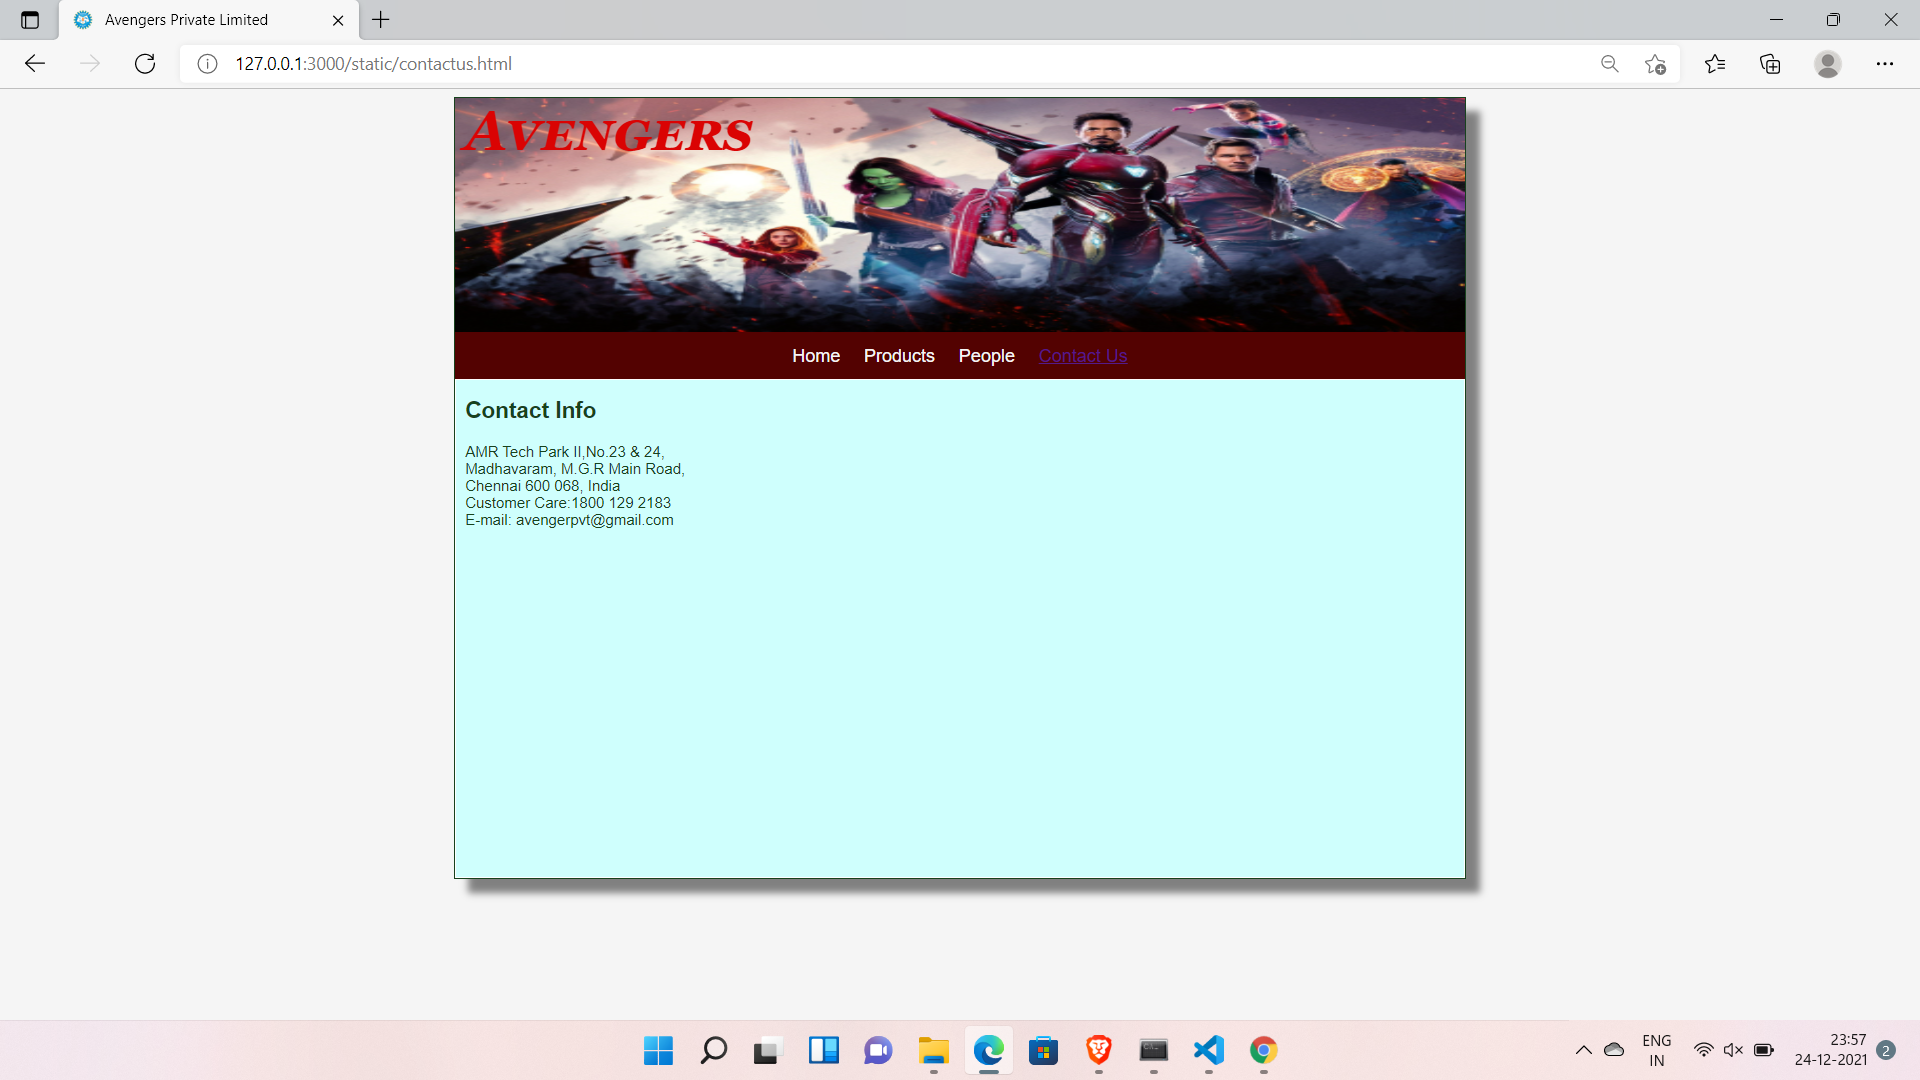 Avengers Private Limited
127.0.0.1:3000/static/contactus.html
AVENGERS
Home Products People Contact Us
Contact Info
AMR Tech Park II,No.23 & 24,
Madhavaram, M.G.R Main Road,
Chennai 600 068, India
Customer Care:1800 129 2183
E-mail: avengerpvt@gmail.com
ENG
IN
23:57
24-12-2021
2